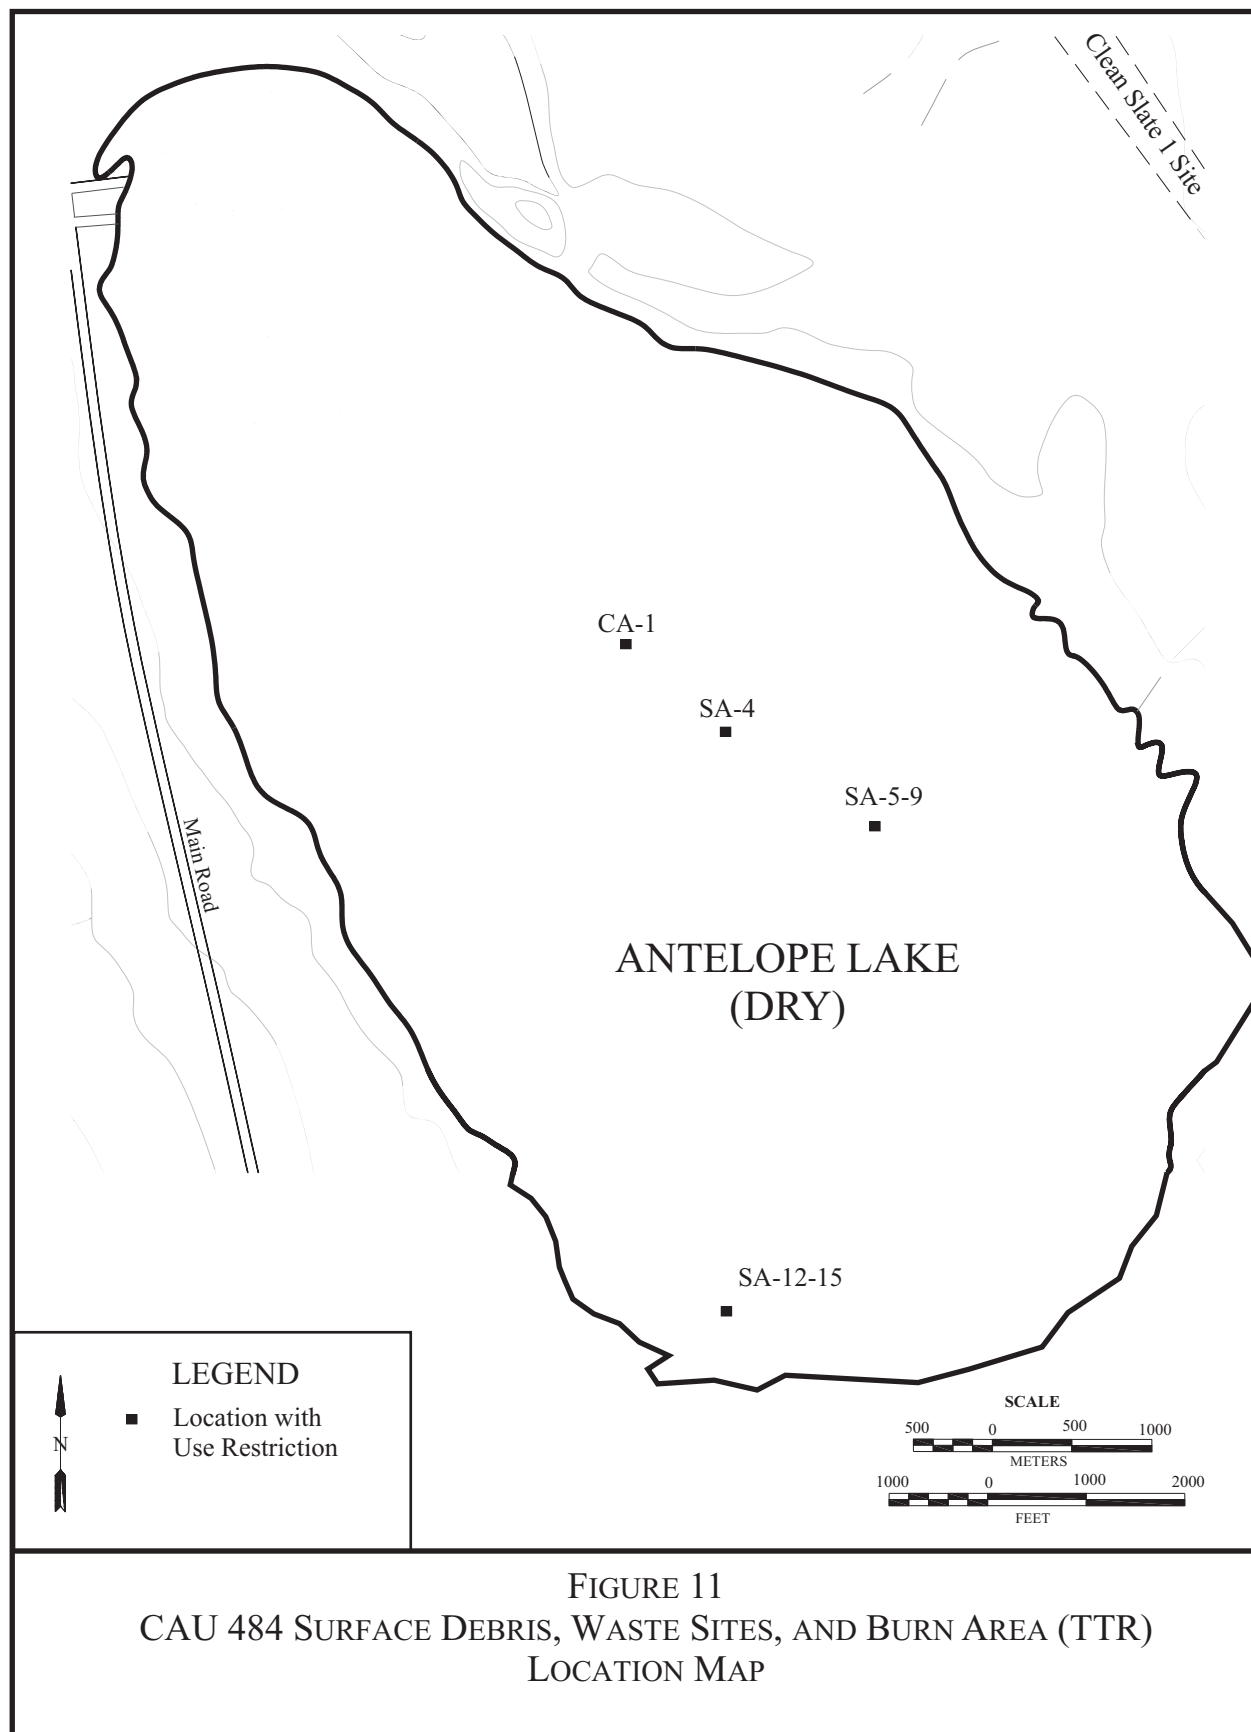 Clean Slate 1 Site
CA-1
SA-4
SA-5-9
Main Road
ANTELOPE LAKE
(DRY)
SA-12-15
LEGEND
Location with
Use Restriction
N
SCALE
500 0 500 1000
METERS
1000 0 1000 2000
FEET
FIGURE 11
CAU 484 SURFACE DEBRIS, WASTE SITES, AND BURN AREA (TTR)
LOCATION MAP